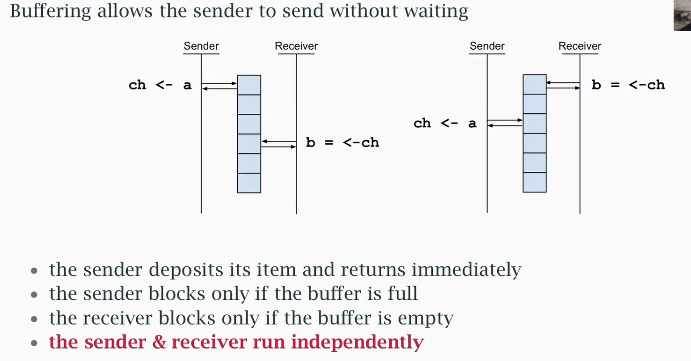 Buffering allows the sender to send without waiting
Sender Receiver Sender Receiver
ch <- a b = <-ch
ch <- a
b = <-ch
• the sender deposits its item and returns immediately
• the sender blocks only if the buffer is full
• the receiver blocks only if the buffer is empty
• the sender & receiver run independently